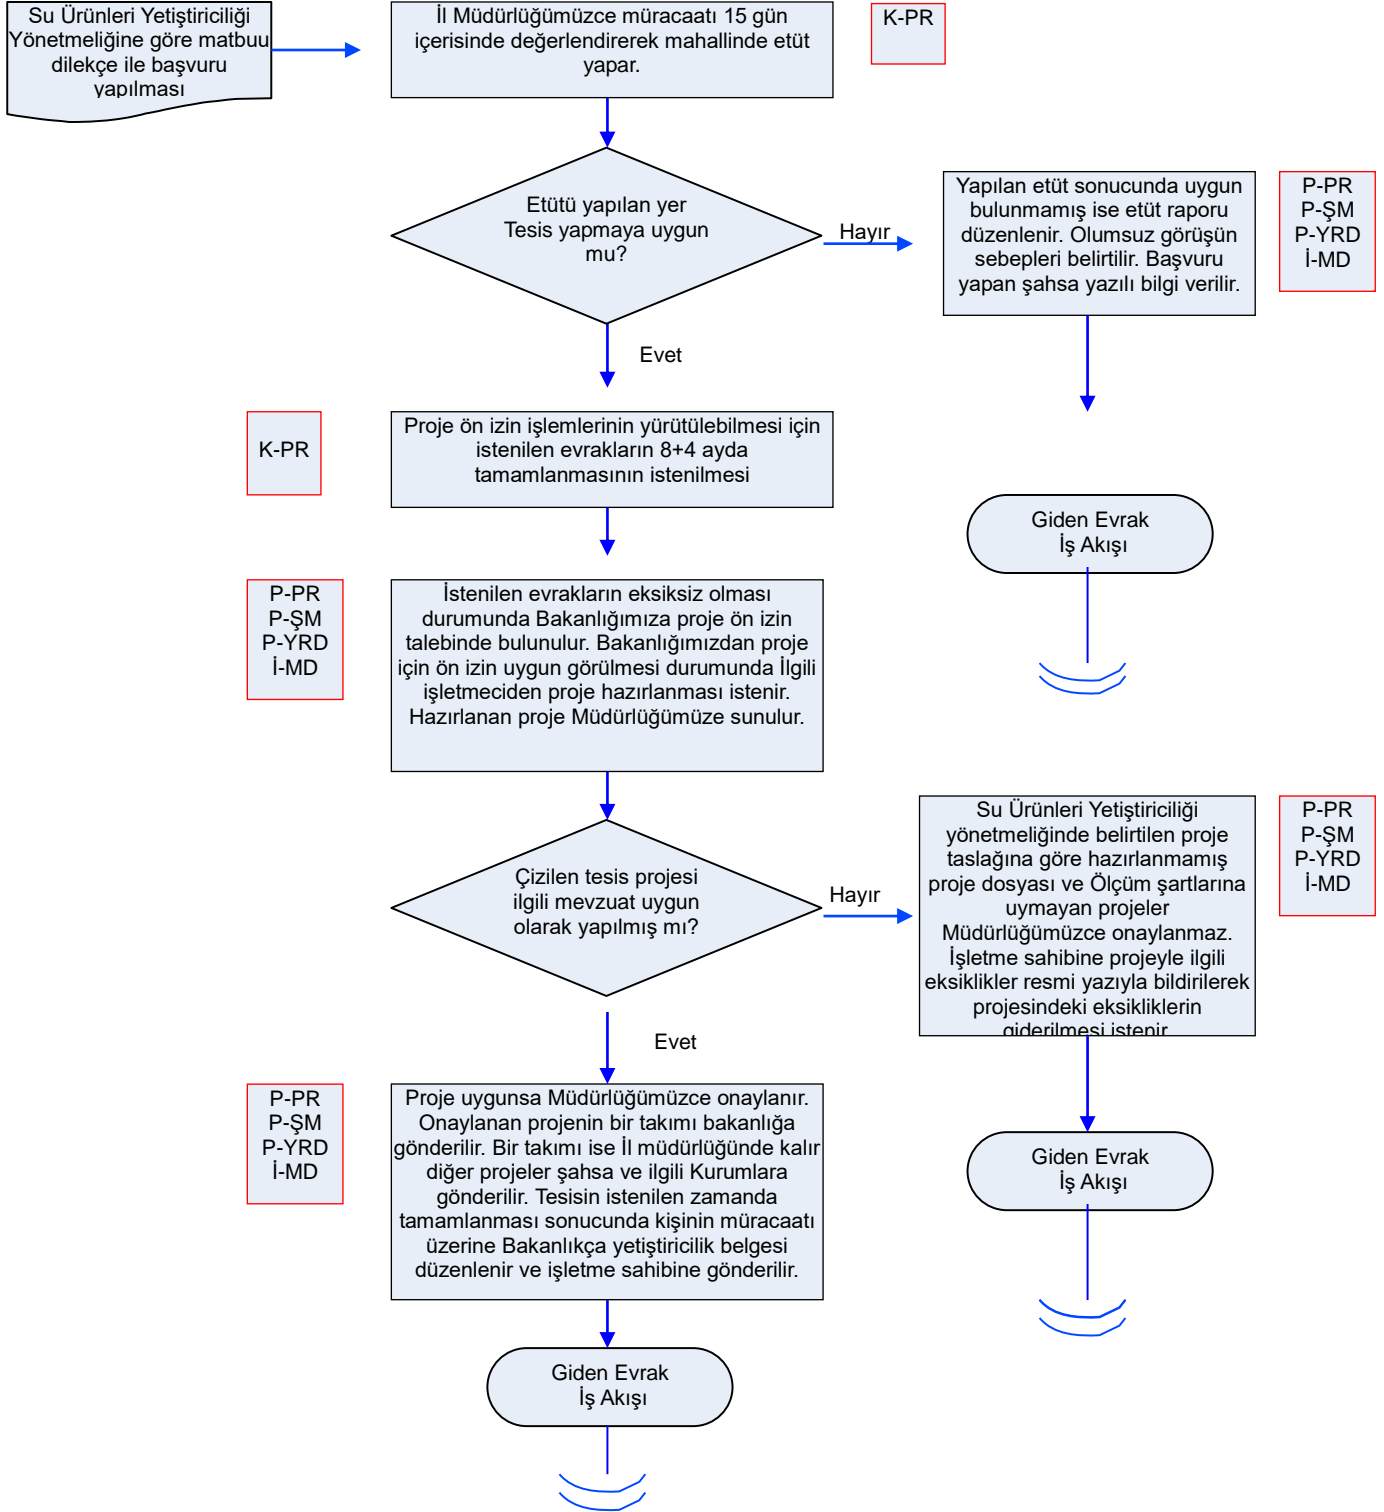 Su Ürünleri Yetiştiriciliği
Yönetmeliğine göre matbuu
dilekçe ile başvuru
yapılması
İl Müdürlüğümüzce müracaatı 15 gün
içerisinde değerlendirerek mahallinde etüt
yapar.
K-PR
Etütü yapılan yer
Tesis yapmaya uygun
mu?
Hayır
Yapılan etüt sonucunda uygun
bulunmamış ise etüt raporu
düzenlenir. Olumsuz görüşün
sebepleri belirtilir. Başvuru
yapan şahsa yazılı bilgi verilir.
P-PR
P-ŞM
P-YRD
İ-MD
Evet
K-PR
Proje ön izin işlemlerinin yürütülebilmesi için
istenilen evrakların 8+4 ayda
tamamlanmasının istenilmesi
Giden Evrak
İş Akışı
P-PR
P-ŞM
P-YRD
İ-MD
İstenilen evrakların eksiksiz olması
durumunda Bakanlığımıza proje ön izin
talebinde bulunulur. Bakanlığımızdan proje
için ön izin uygun görülmesi durumunda İlgili
işletmeciden proje hazırlanması istenir.
Hazırlanan proje Müdürlüğümüze sunulur.
Çizilen tesis projesi
ilgili mevzuat uygun
olarak yapılmış mı?
Hayır
Su Ürünleri Yetiştiriciliği
yönetmeliğinde belirtilen proje
taslağına göre hazırlanmamış
proje dosyası ve Ölçüm şartlarına
uymayan projeler
Müdürlüğümüzce onaylanmaz.
İşletme sahibine projeyle ilgili
eksiklikler resmi yazıyla bildirilerek
projesindeki eksikliklerin
giderilmesi istenir
P-PR
P-ŞM
P-YRD
İ-MD
Evet
P-PR
P-ŞM
P-YRD
İ-MD
Proje uygunsa Müdürlüğümüzce onaylanır.
Onaylanan projenin bir takımı bakanlığa
gönderilir. Bir takımı ise İl müdürlüğünde kalır
diğer projeler şahsa ve ilgili Kurumlara
gönderilir. Tesisin istenilen zamanda
tamamlanması sonucunda kişinin müracaatı
üzerine Bakanlıkça yetiştiricilik belgesi
düzenlenir ve işletme sahibine gönderilir.
Giden Evrak
İş Akışı
Giden Evrak
İş Akışı